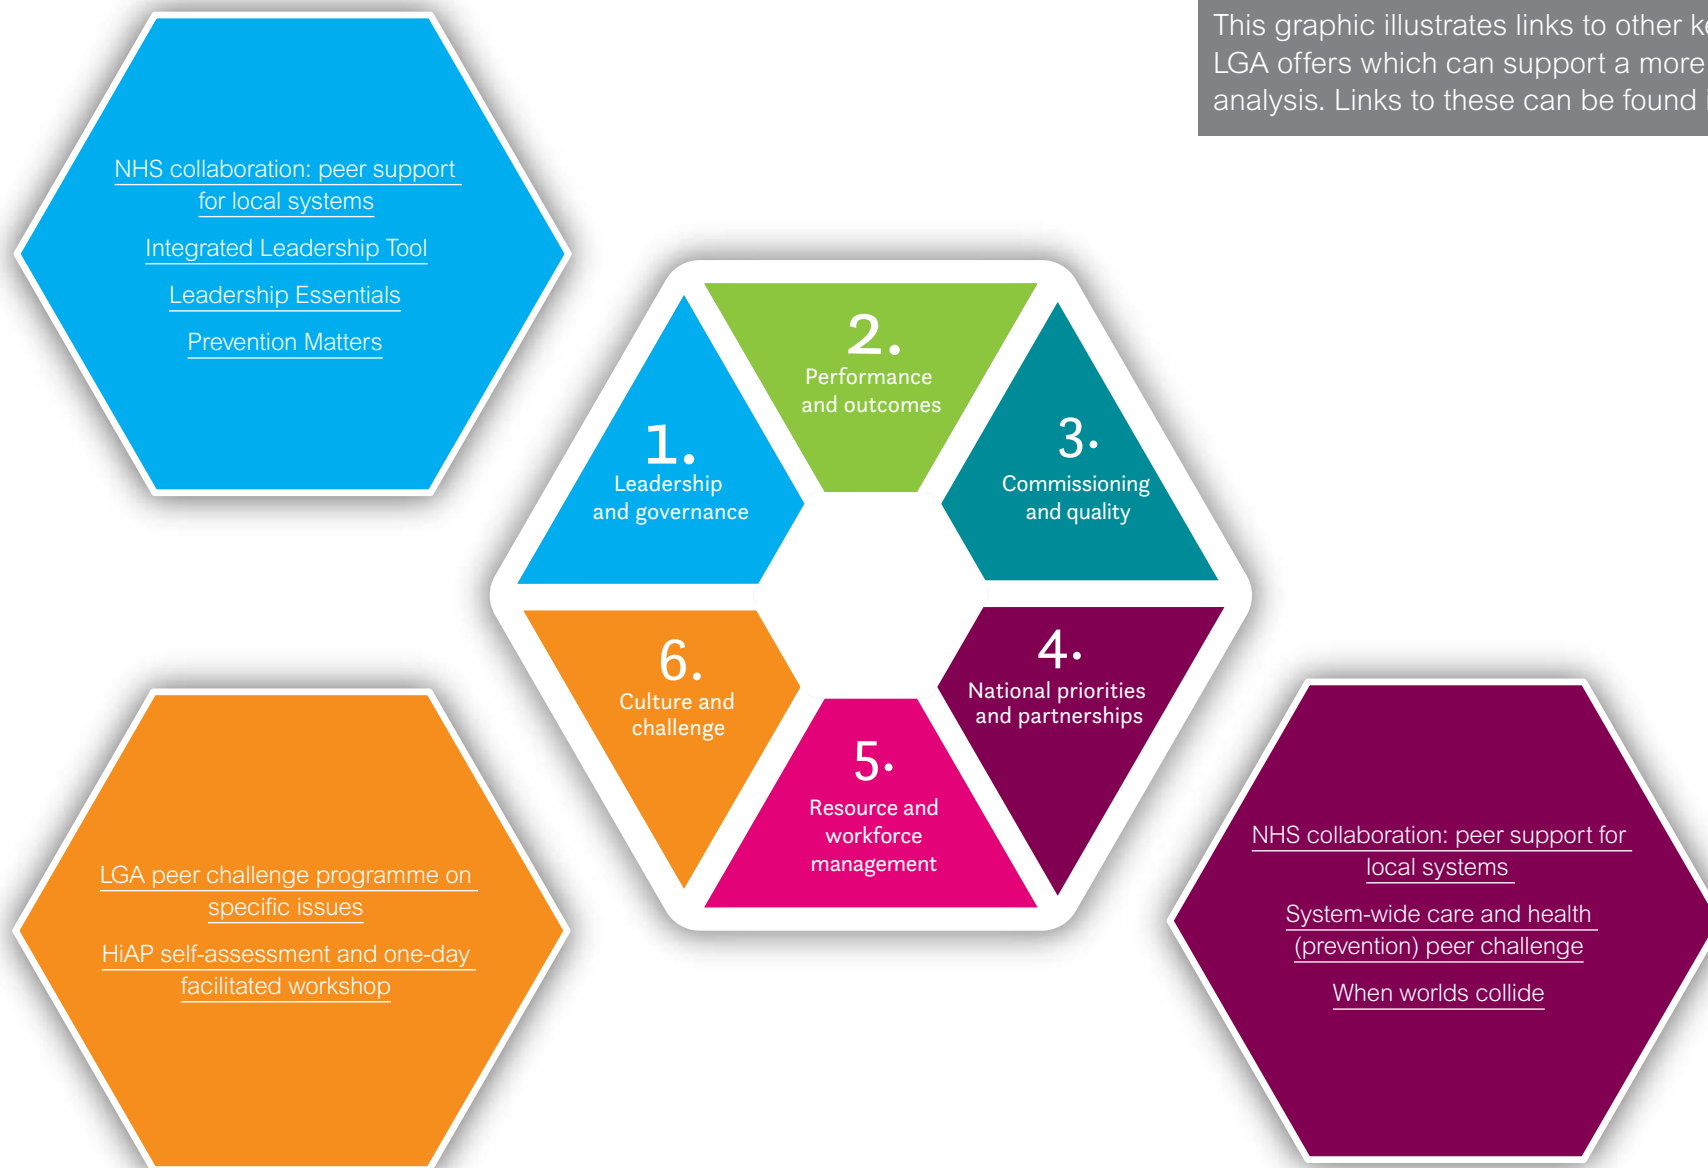 This graphic illustrates links to other
LGA offers which can support a more
analysis. Links to these can be found
NHS collaboration: peer support
for local systems
Integrated Leadership Tool
Leadership Essentials
Prevention Matters
1.
Leadership
and governance
2.
Performance
and outcomes
3.
Commissioning
and quality
4.
National priorities
and partnerships
5.
Resource and
workforce
management
6.
Culture and
challenge
LGA peer challenge programme on
specific issues
HiAP self-assessment and one-day
facilitated workshop
NHS collaboration: peer support for
local systems
System-wide care and health
(prevention) peer challenge
When worlds collide